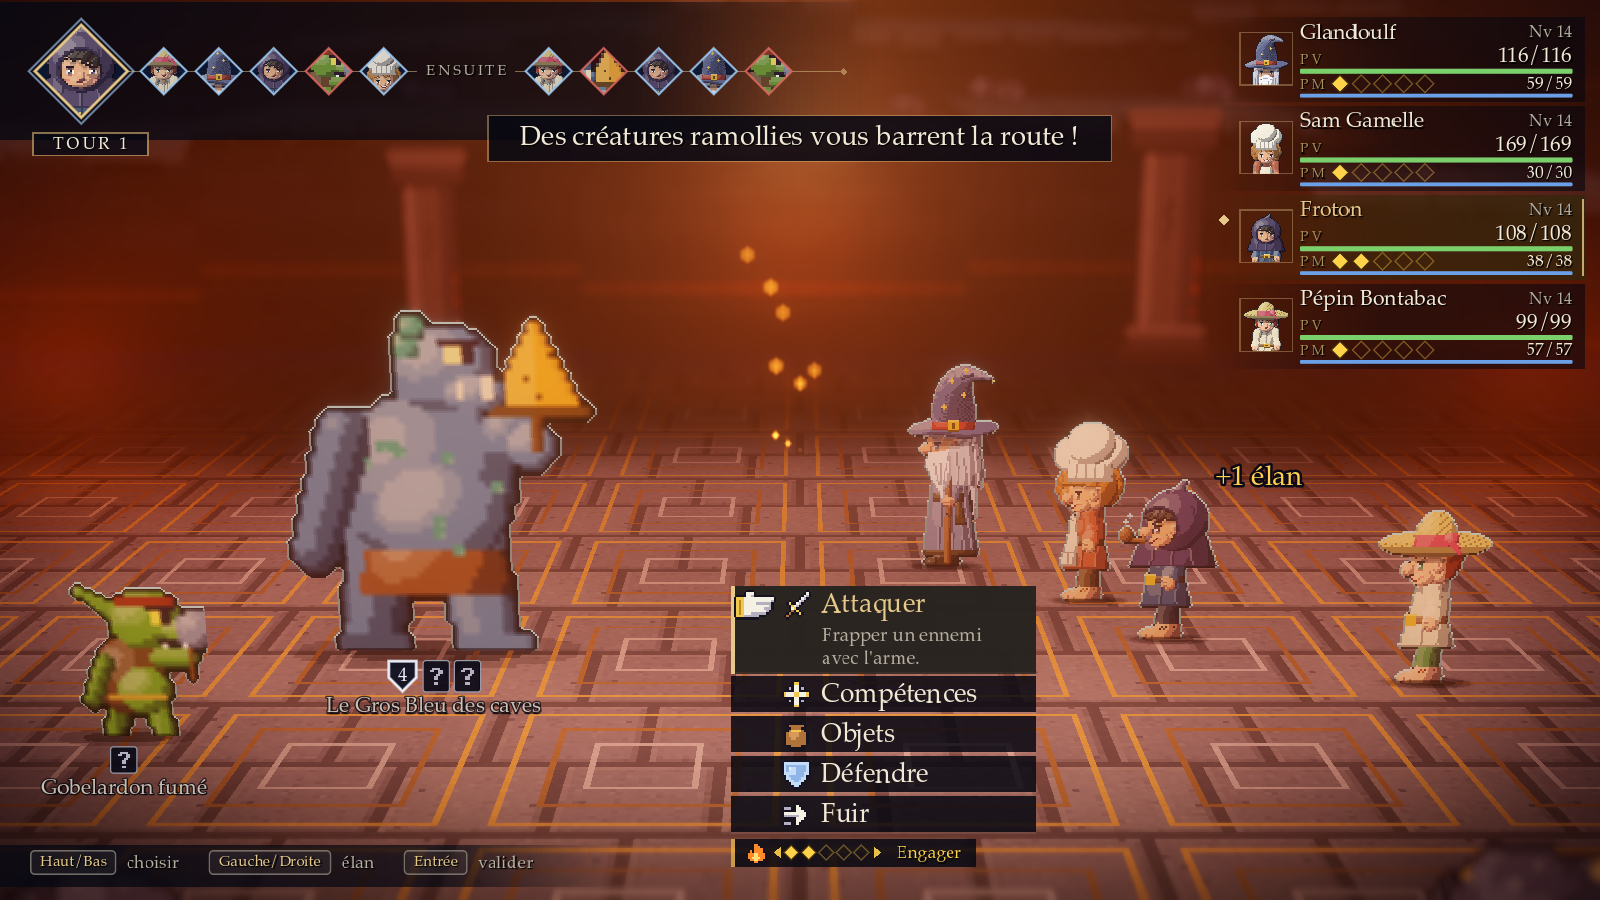 ENSUITE
TOUR 1
Des créatures ramollies vous barrent la route !
Glandoulf Nv 14
PV 116/116
PM 59/59
Sam Gamelle Nv 14
PV 169/169
PM 30/30
Froton Nv 14
PV 108/108
PM 38/38
Pépin Bontabac Nv 14
PV 99/99
PM 57/57
+1 élan
4 ? ?
Le Gros Bleu des caves
?
Gobelardon fumé
Attaquer
Frapper un ennemi
avec l'arme.
Compétences
Objets
Défendre
Fuir
Engager
Haut/Bas choisir Gauche/Droite élan Entrée valider